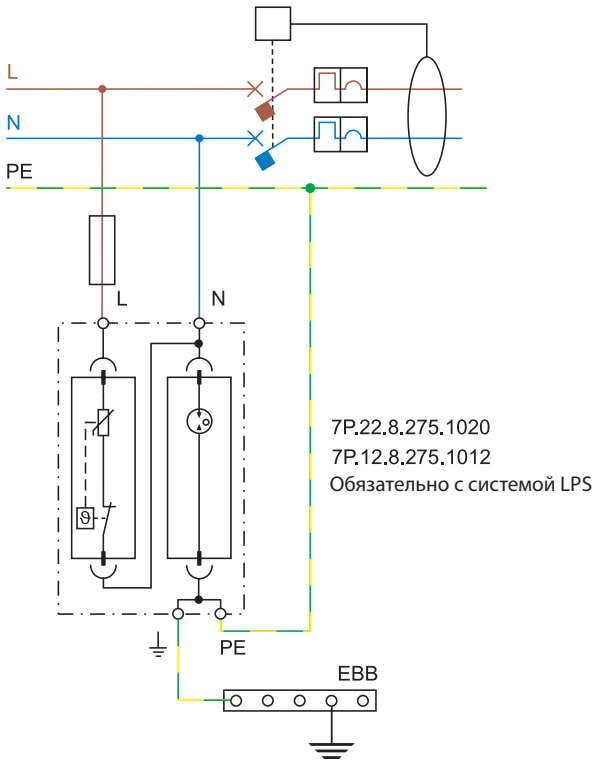 L
N
PE
L
N
7P.22.8.275.1020
7P.12.8.275.1012
Обязательно с системой LPS
ϑ
PE
EBB